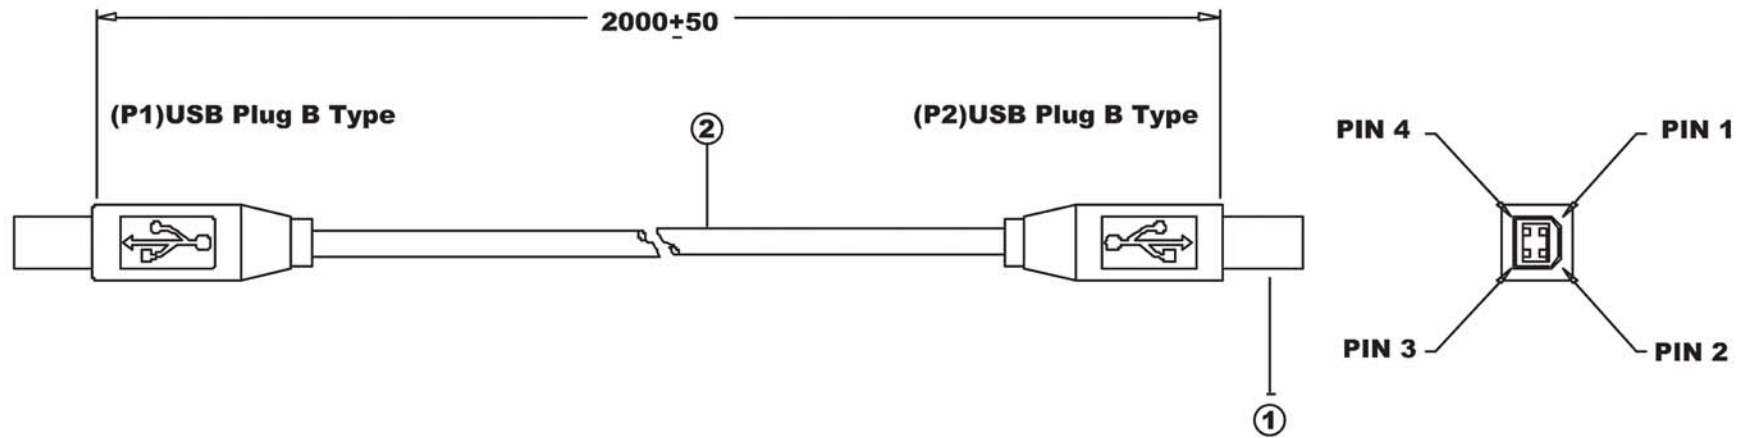 2000±50
(P1)USB Plug B Type
(P2)USB Plug B Type
2
PIN 4
PIN 1
PIN 3
PIN 2
1